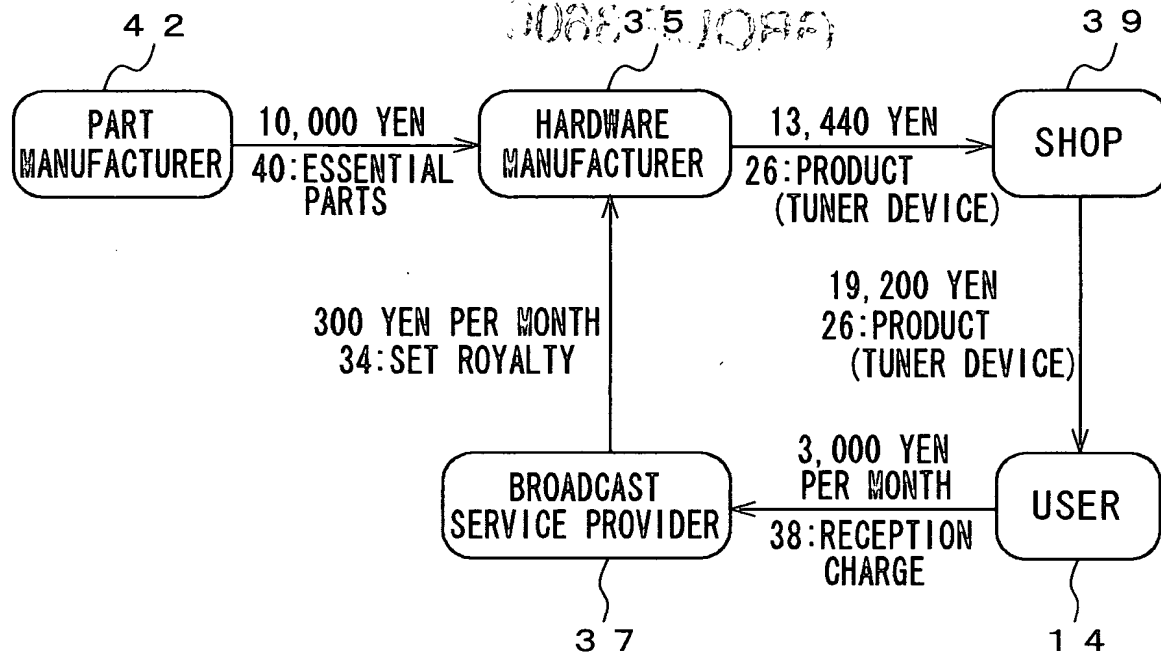 42
35
39
PART
MANUFACTURER
10,000 YEN
40:ESSENTIAL
PARTS
HARDWARE
MANUFACTURER
13,440 YEN
26:PRODUCT
(TUNER DEVICE)
SHOP
300 YEN PER MONTH
34:SET ROYALTY
19,200 YEN
26:PRODUCT
(TUNER DEVICE)
BROADCAST
SERVICE PROVIDER
3,000 YEN
PER MONTH
38:RECEPTION
CHARGE
USER
37
14